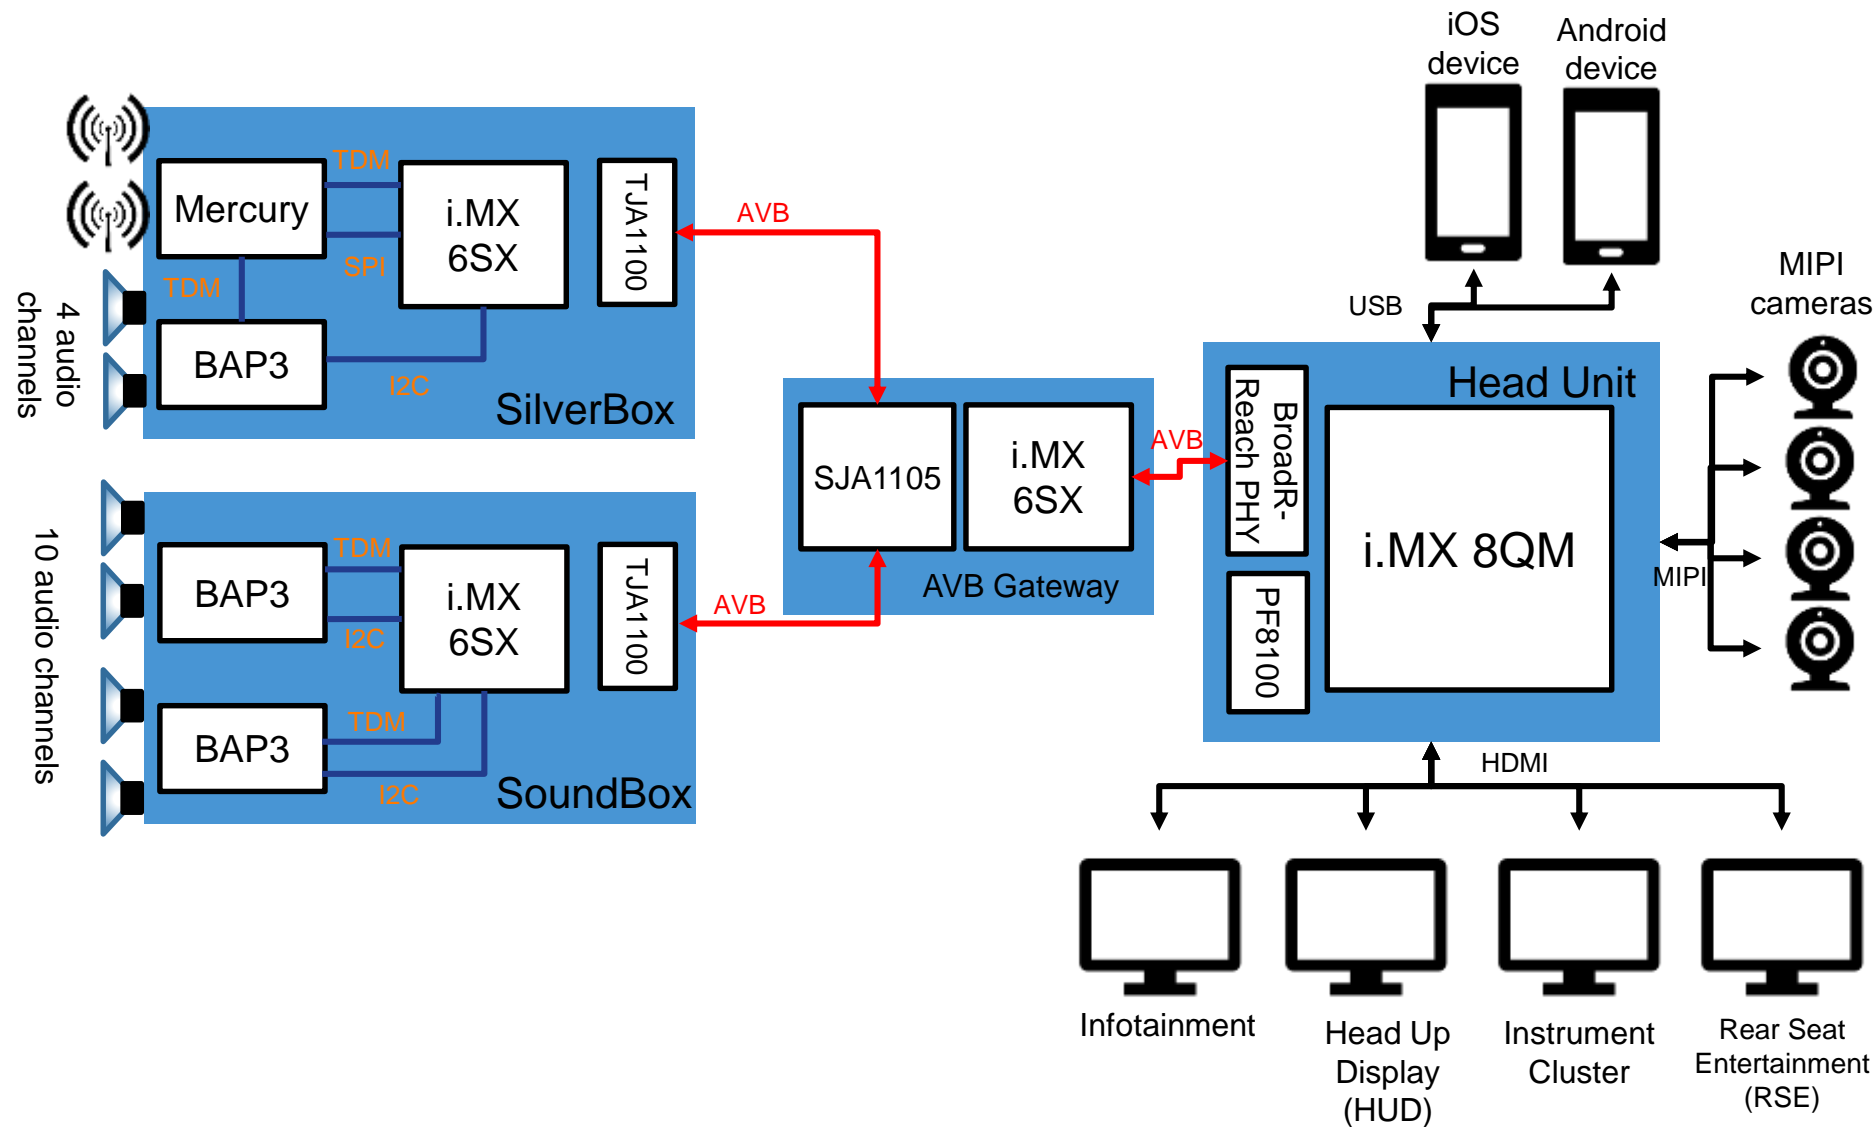 iOS
device
Android
device
USB
MIPI
cameras
TDM
Mercury
i.MX
6SX
TJA1100
SPI
TDM
BAP3
I2C
SilverBox
4 audio
channels
AVB
SJA1105
i.MX
6SX
AVB Gateway
AVB
Head Unit
BroadR-
Reach PHY
PF8100
i.MX 8QM
MIPI
10 audio channels
BAP3
TDM
I2C
i.MX
6SX
TJA1100
AVB
BAP3
TDM
I2C
SoundBox
HDMI
Infotainment
Head Up
Display
(HUD)
Instrument
Cluster
Rear Seat
Entertainment
(RSE)